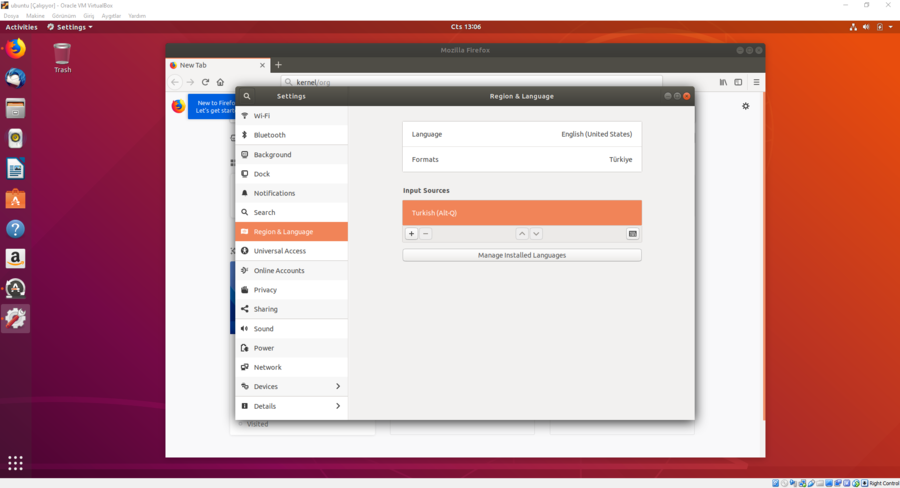 ubuntu [Çalışıyor] - Oracle VM VirtualBox
Dosya Makine Görünüm Giriş Aygıtlar Yardım
Activities Settings Cts 13:06
Trash
Mozilla Firefox
New Tab
kernel/org
New to Firefo
Let's get start
Settings
Region & Language
Wi-Fi
Bluetooth
Background
Dock
Notifications
Search
Region & Language
Universal Access
Online Accounts
Privacy
Sharing
Sound
Power
Network
Devices
Details
Language English (United States)
Formats Türkiye
Input Sources
Turkish (Alt-Q)
Manage Installed Languages
Visited
Right Control